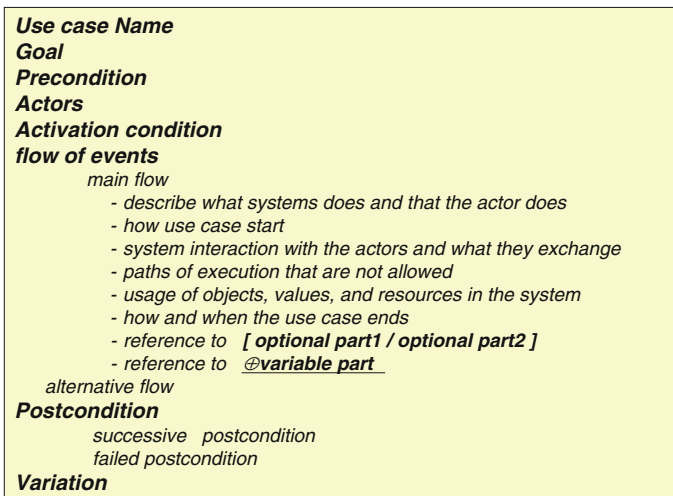 Use case Name
Goal
Precondition
Actors
Activation condition
flow of events
main flow
- describe what systems does and that the actor does
- how use case start
- system interaction with the actors and what they exchange
- paths of execution that are not allowed
- usage of objects, values, and resources in the system
- how and when the use case ends
- reference to [ optional part1 / optional part2 ]
- reference to ⊕variable part
alternative flow
Postcondition
successive postcondition
failed postcondition
Variation